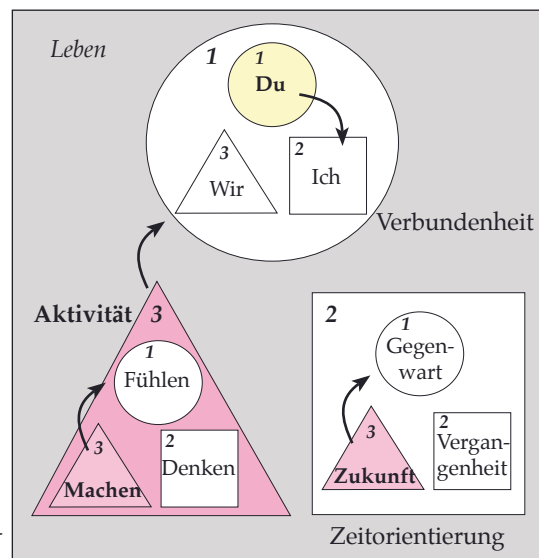 Leben
1
1
Du
3
Wir
2
Ich
Verbundenheit
Aktivität
3
1
Fühlen
3
Machen
2
Denken
2
1
Gegen-
wart
3
Zukunft
2
Vergan-
genheit
Zeitorientierung